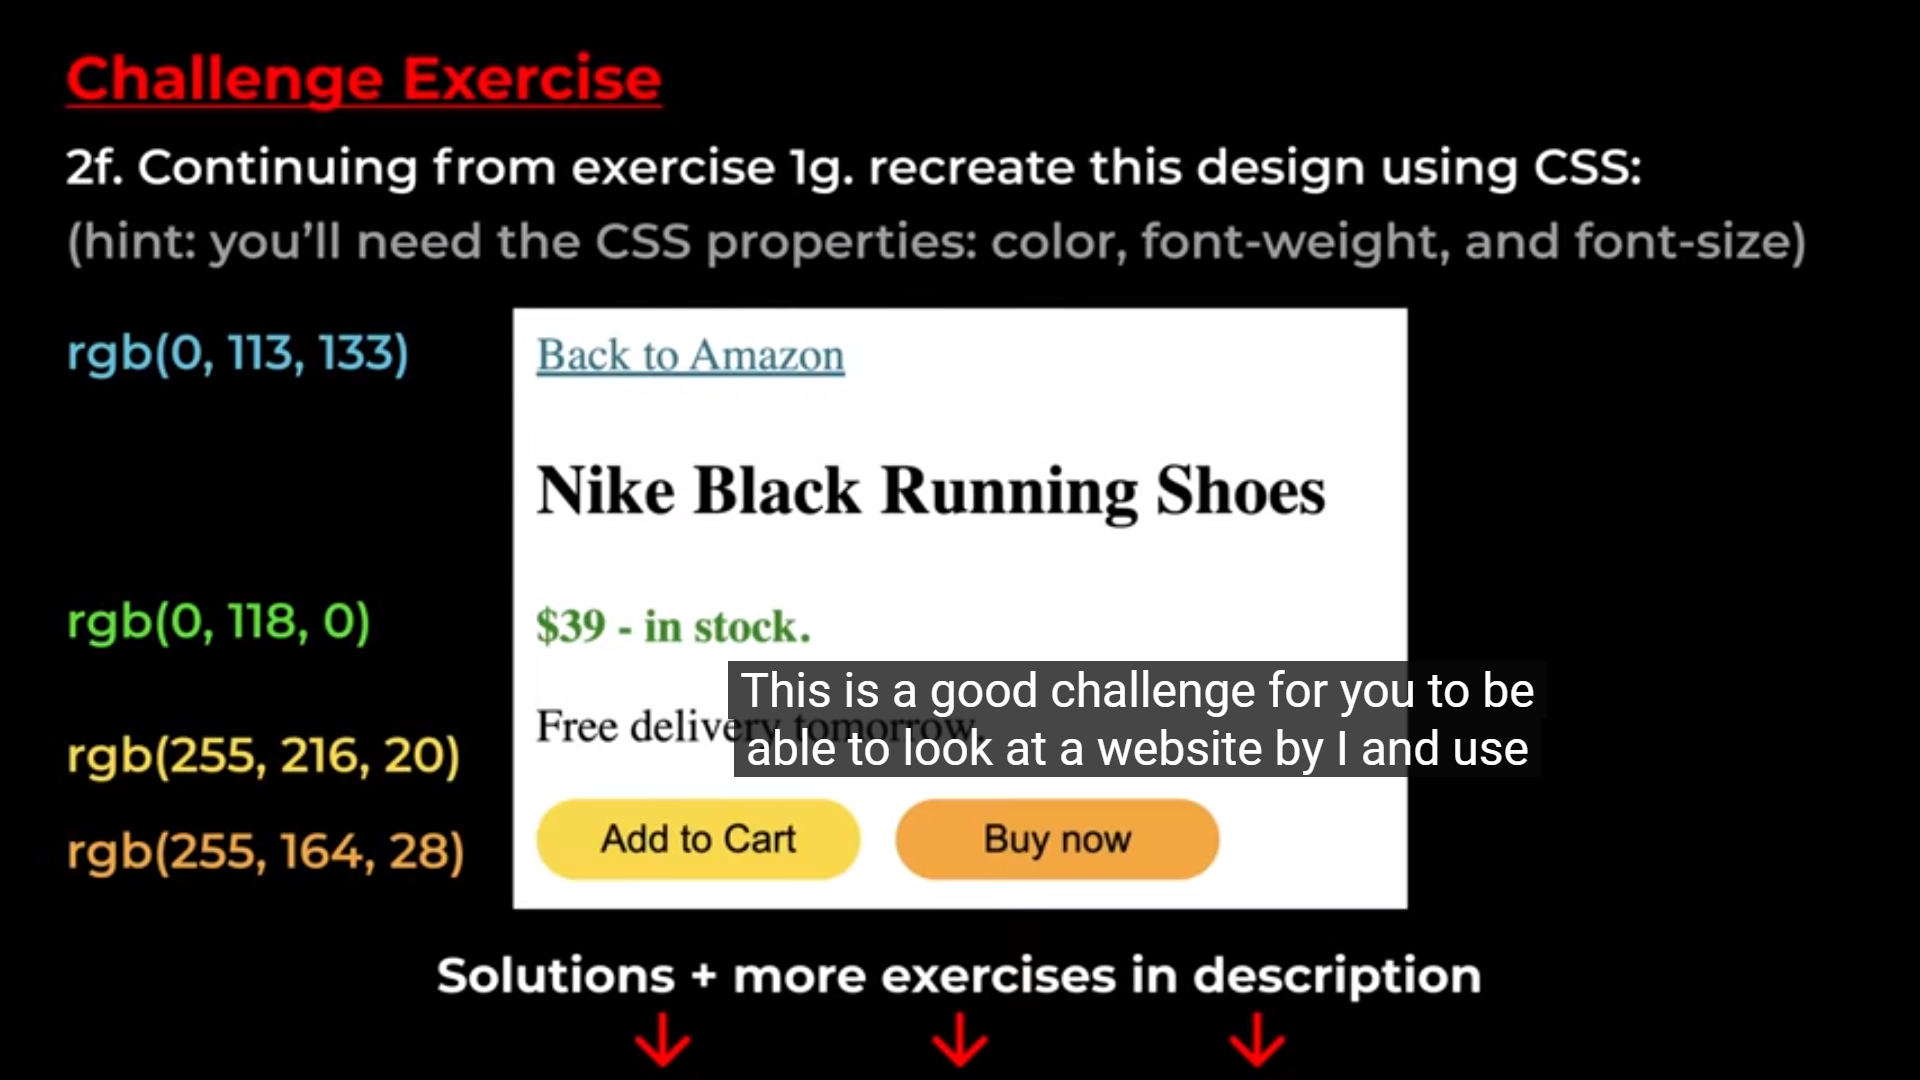 Challenge Exercise
2f. Continuing from exercise 1g. recreate this design using CSS:
(hint: you'll need the CSS properties: color, font-weight, and font-size)
rgb(0, 113, 133)
Back to Amazon
Nike Black Running Shoes
rgb(0, 118, 0)
$39 - in stock.
This is a good challenge for you to be
able to look at a website by I and use
Free delivery tomorrow.
rgb(255, 216, 20)
rgb(255, 164, 28)
Add to Cart
Buy now
Solutions + more exercises in description